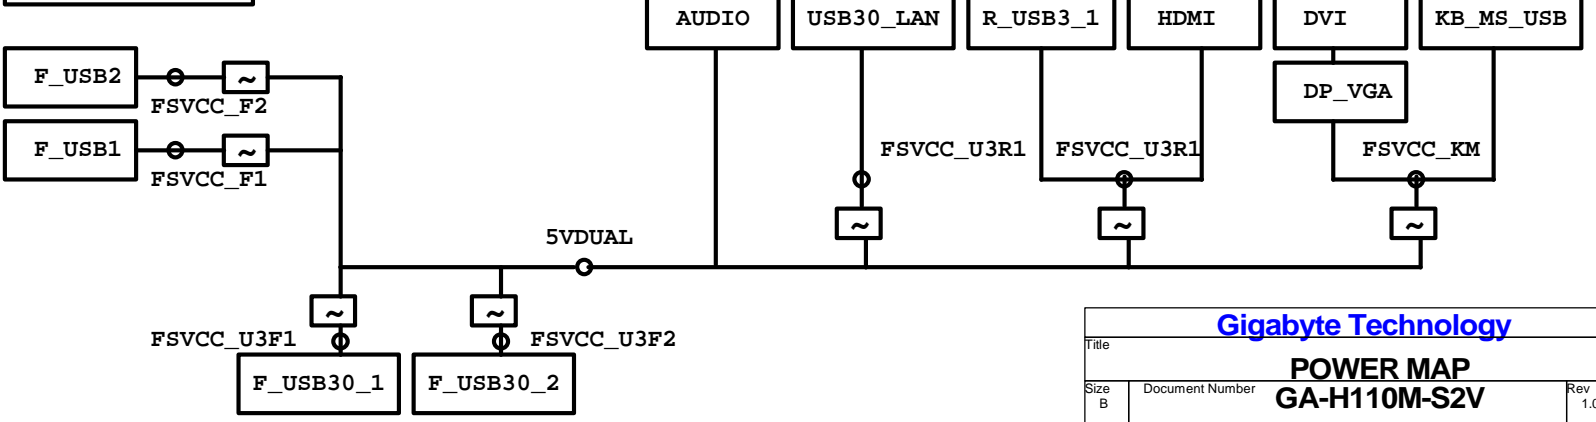 AUDIO USB30_LAN R_USB3_1 HDMI DVI KB_MS_USB
F_USB2 ~
FSVCC_F2
DP_VGA
F_USB1 ~
FSVCC_F1
FSVCC_U3R1 FSVCC_U3R1 FSVCC_KM
~ ~ ~
5VDUAL
~ ~
FSVCC_U3F1 FSVCC_U3F2
F_USB30_1 F_USB30_2
Gigabyte Technology
Title
POWER MAP
Size Document Number Rev
B GA-H110M-S2V